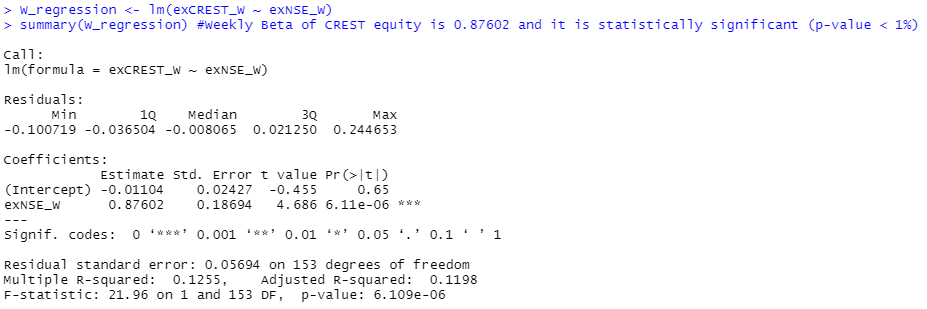 > W_regression <- lm(exCREST_W ~ exNSE_W)
> summary(W_regression) #Weekly Beta of CREST equity is 0.87602 and it is statistically significant (p-value < 1%)
Call:
lm(formula = exCREST_W ~ exNSE_W)
Residuals:
      Min        1Q    Median        3Q       Max
-0.100719 -0.036504 -0.008065  0.021250  0.244653
Coefficients:
            Estimate Std. Error t value Pr(>|t|)
(Intercept) -0.01104    0.02427  -0.455     0.65
exNSE_W      0.87602    0.18694   4.686 6.11e-06 ***
---
Signif. codes:  0 ‘***’ 0.001 ‘**’ 0.01 ‘*’ 0.05 ‘.’ 0.1 ‘ ’ 1
Residual standard error: 0.05694 on 153 degrees of freedom
Multiple R-squared:  0.1255,    Adjusted R-squared:  0.1198
F-statistic: 21.96 on 1 and 153 DF,  p-value: 6.109e-06